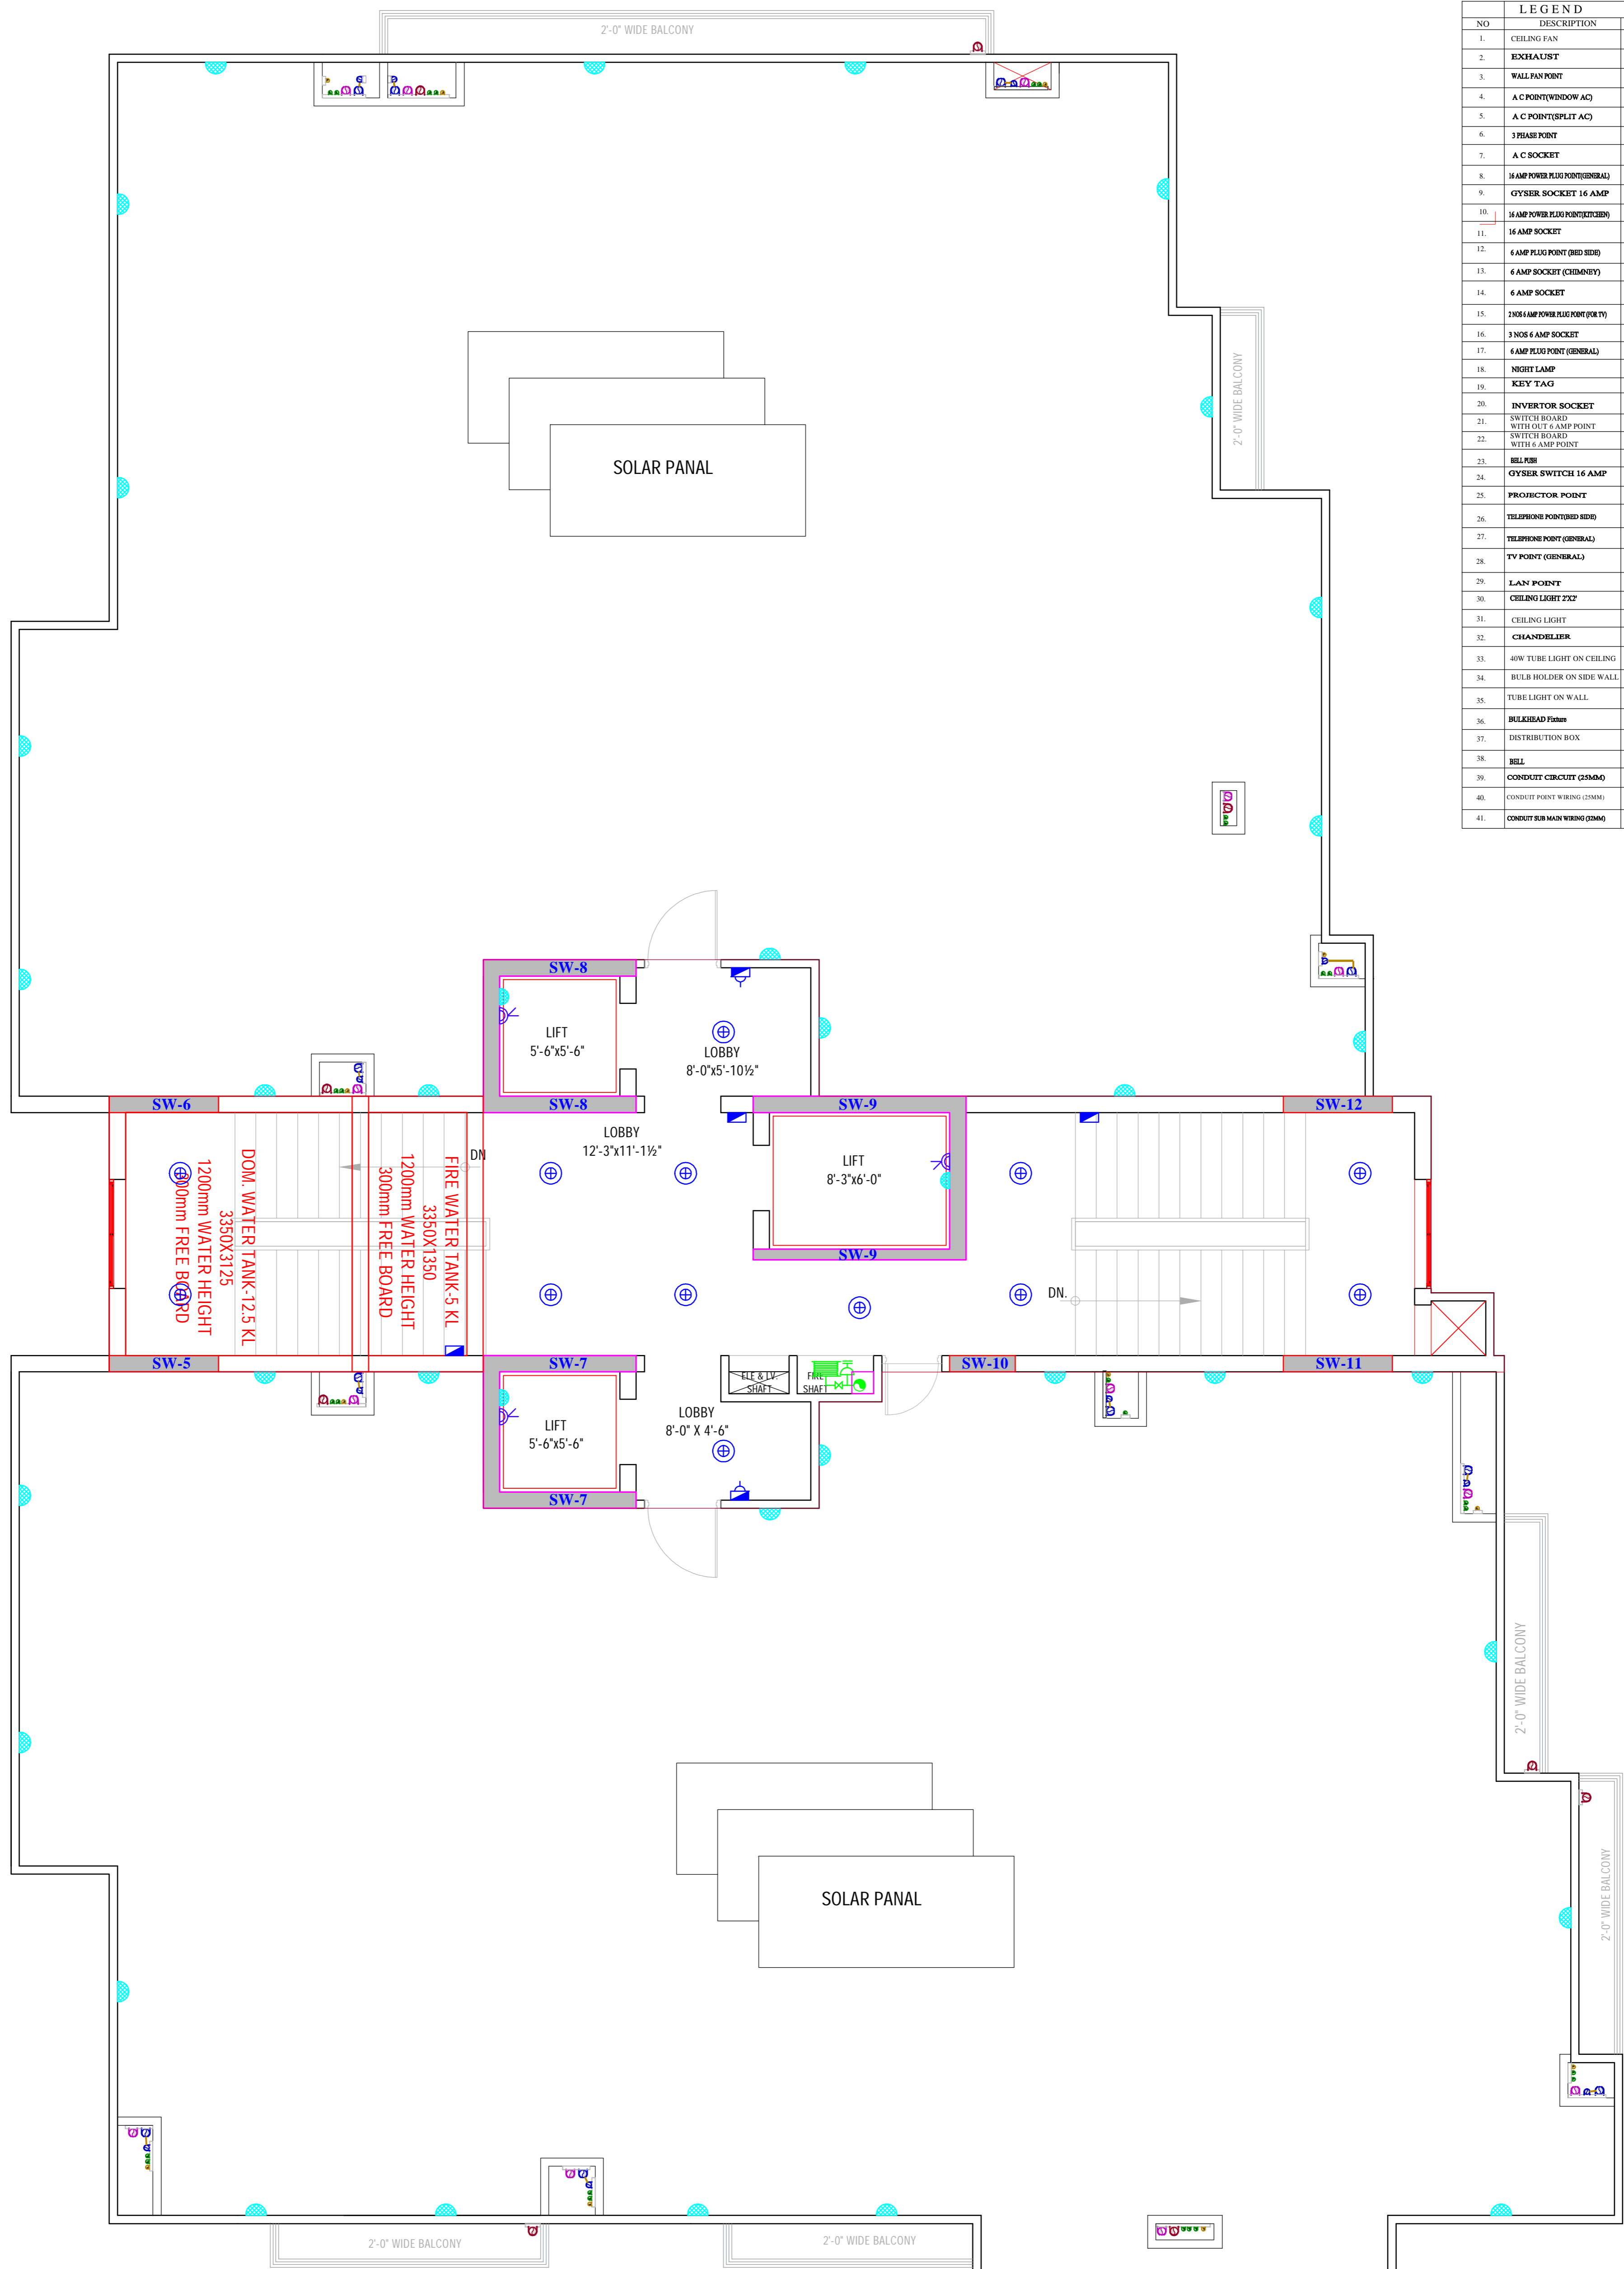 2'-0" WIDE BALCONY
LEGEND
NO DESCRIPTION
1. CEILING FAN
2. EXHAUST
3. WALL FAN POINT
4. A C POINT(WINDOW AC)
5. A C POINT(SPLIT AC)
6. 3 PHASE POINT
7. A C SOCKET
8. 16 AMP POWER PLUG POINT(GENERAL)
9. GYSER SOCKET 16 AMP
10. 16 AMP POWER PLUG POINT(KITCHEN)
11. 16 AMP SOCKET
12. 6 AMP PLUG POINT (BED SIDE)
13. 6 AMP SOCKET (CHIMNEY)
14. 6 AMP SOCKET
15. 2 NOS 6 AMP POWER PLUG POINT (FOR TV)
16. 3 NOS 6 AMP SOCKET
17. 6 AMP PLUG POINT (GENERAL)
18. NIGHT LAMP
19. KEY TAG
20. INVERTOR SOCKET
21. SWITCH BOARD
WITH OUT 6 AMP POINT
22. SWITCH BOARD
WITH 6 AMP POINT
23. BELL PUSH
24. GYSER SWITCH 16 AMP
25. PROJECTOR POINT
26. TELEPHONE POINT(BED SIDE)
27. TELEPHONE POINT (GENERAL)
28. TV POINT (GENERAL)
29. LAN POINT
30. CEILING LIGHT 2'X2'
31. CEILING LIGHT
32. CHANDELIER
33. 40W TUBE LIGHT ON CEILING
34. BULB HOLDER ON SIDE WALL
35. TUBE LIGHT ON WALL
36. BULKHEAD Fixture
37. DISTRIBUTION BOX
38. BELL
39. CONDUIT CIRCUIT (25MM)
40. CONDUIT POINT WIRING (25MM)
41. CONDUIT SUB MAIN WIRING (32MM)
2'-0" WIDE BALCONY
SOLAR PANAL
SW-8
LIFT
5'-6"x5'-6"
LOBBY
8'-0"x5'-10½"
SW-6
SW-8
SW-9
SW-12
LOBBY
12'-3"x11'-1½"
DN
LIFT
8'-3"x6'-0"
DOM. WATER TANK-12.5 KL
3350X3125
1200mm WATER HEIGHT
300mm FREE BOARD
FIRE WATER TANK-5 KL
3350X1350
1200mm WATER HEIGHT
300mm FREE BOARD
SW-9
DN.
SW-5
SW-7
SW-10
SW-11
ELE & LV.
SHAFT
FIRE
SHAFT
LIFT
5'-6"x5'-6"
LOBBY
8'-0" X 4'-6"
SW-7
2'-0" WIDE BALCONY
SOLAR PANAL
2'-0" WIDE BALCONY
2'-0" WIDE BALCONY
2'-0" WIDE BALCONY